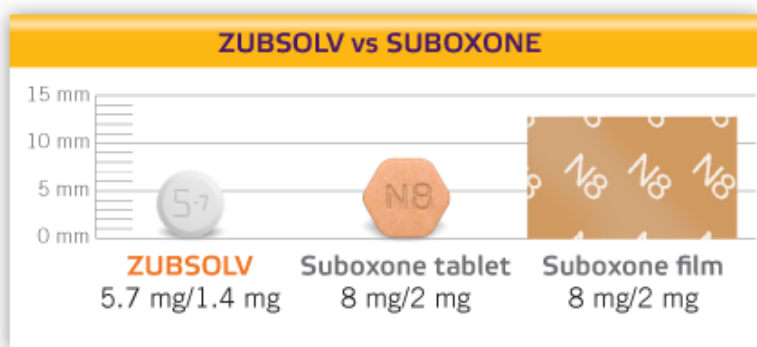 ZUBSOLV vs SUBOXONE
15 mm
10 mm
5 mm
0 mm
5-7
N8
N8 N8 N8
ZUBSOLV Suboxone tablet Suboxone film
5.7 mg/1.4 mg 8 mg/2 mg 8 mg/2 mg